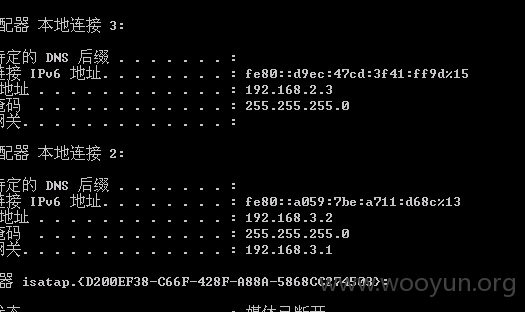 配器 本地连接 3:
特定的 DNS 后缀 . . . . . . . :
链接 IPv6 地址. . . . . . . . : fe80::d9ec:47cd:3f41:ff9d%15
地址 . . . . . . . . . . . . : 192.168.2.3
掩码 . . . . . . . . . . . . : 255.255.255.0
网关. . . . . . . . . . . . . :
配器 本地连接 2:
特定的 DNS 后缀 . . . . . . . :
链接 IPv6 地址. . . . . . . . : fe80::a059:7be:a711:d68c%13
地址 . . . . . . . . . . . . : 192.168.3.2
掩码 . . . . . . . . . . . . : 255.255.255.0
网关. . . . . . . . . . . . . : 192.168.3.1
器 isatap.{D200EF38-C66F-428F-A88A-5868CC274503}:
www.wooyun.org
状态 . . . . . . . . . . . . : 媒体已断开